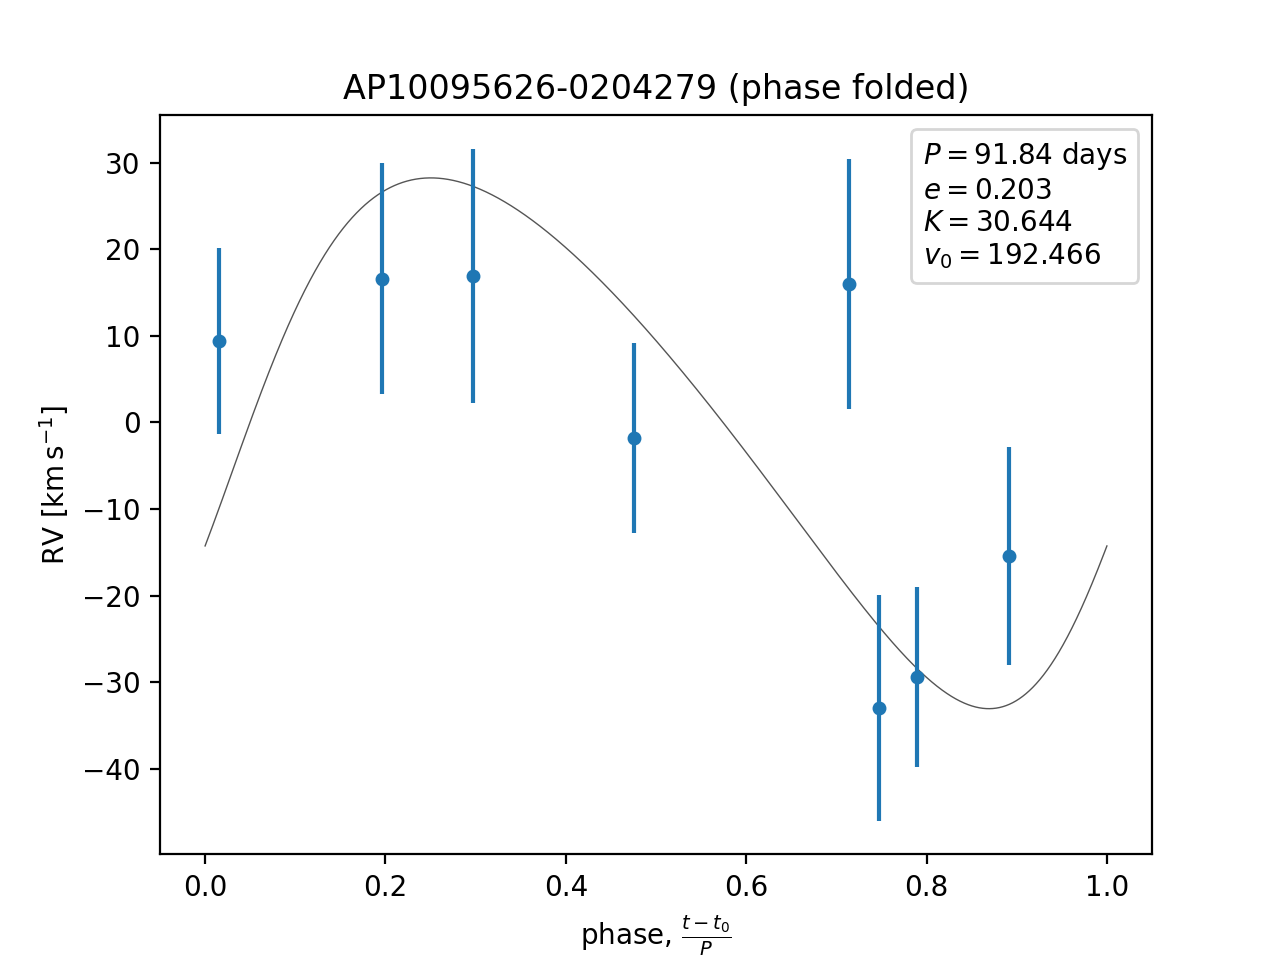 AP10095626-0204279 (phase folded)
P = 91.84 days
e = 0.203
K = 30.644
v₀ = 192.466
30
20
10
0
−10
−20
−30
−40
RV [km s⁻¹]
0.0 0.2 0.4 0.6 0.8 1.0
phase, (t − t₀)/P